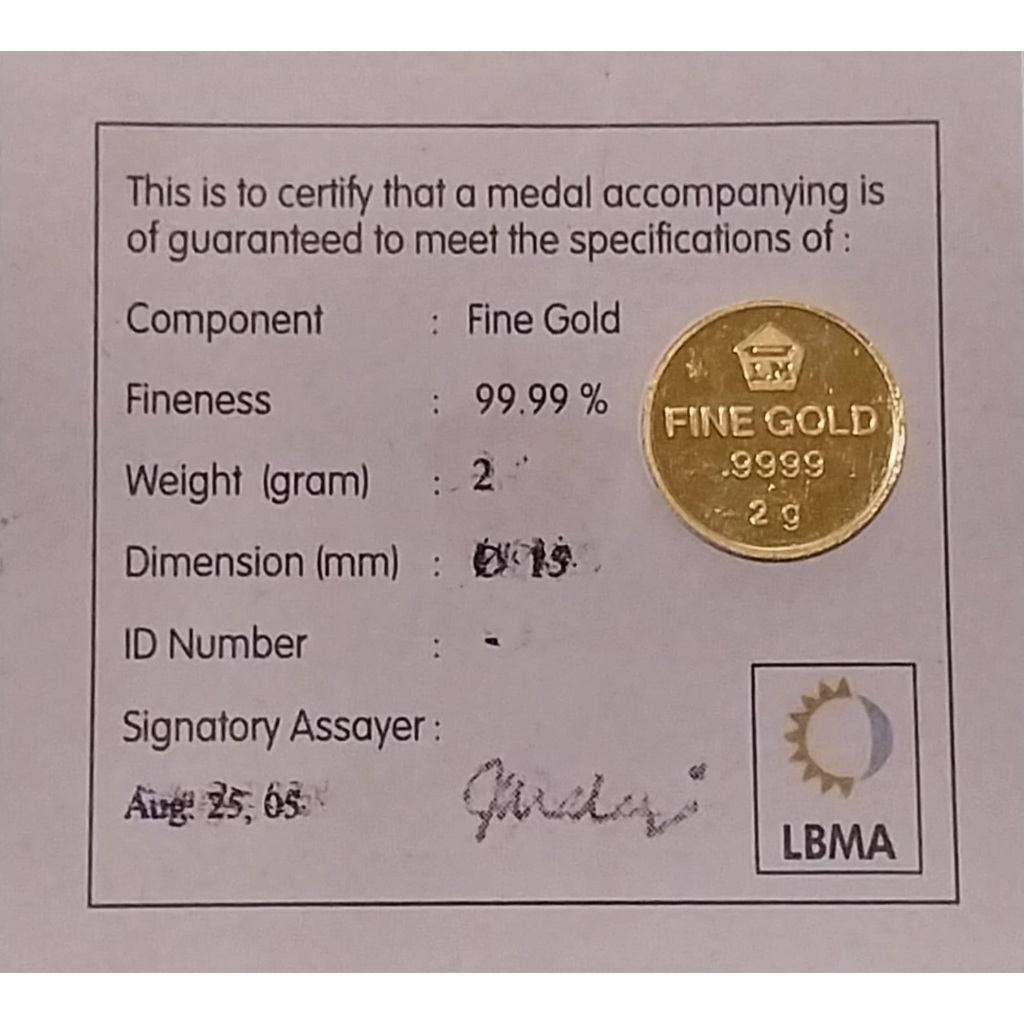 This is to certify that a medal accompanying is
of guaranteed to meet the specifications of :
Component : Fine Gold
Fineness : 99.99 %
Weight (gram) : 2
Dimension (mm) : Ø 15
ID Number : -
Signatory Assayer :
Aug. 25, 05
LM
FINE GOLD
.9999
2 g
LBMA